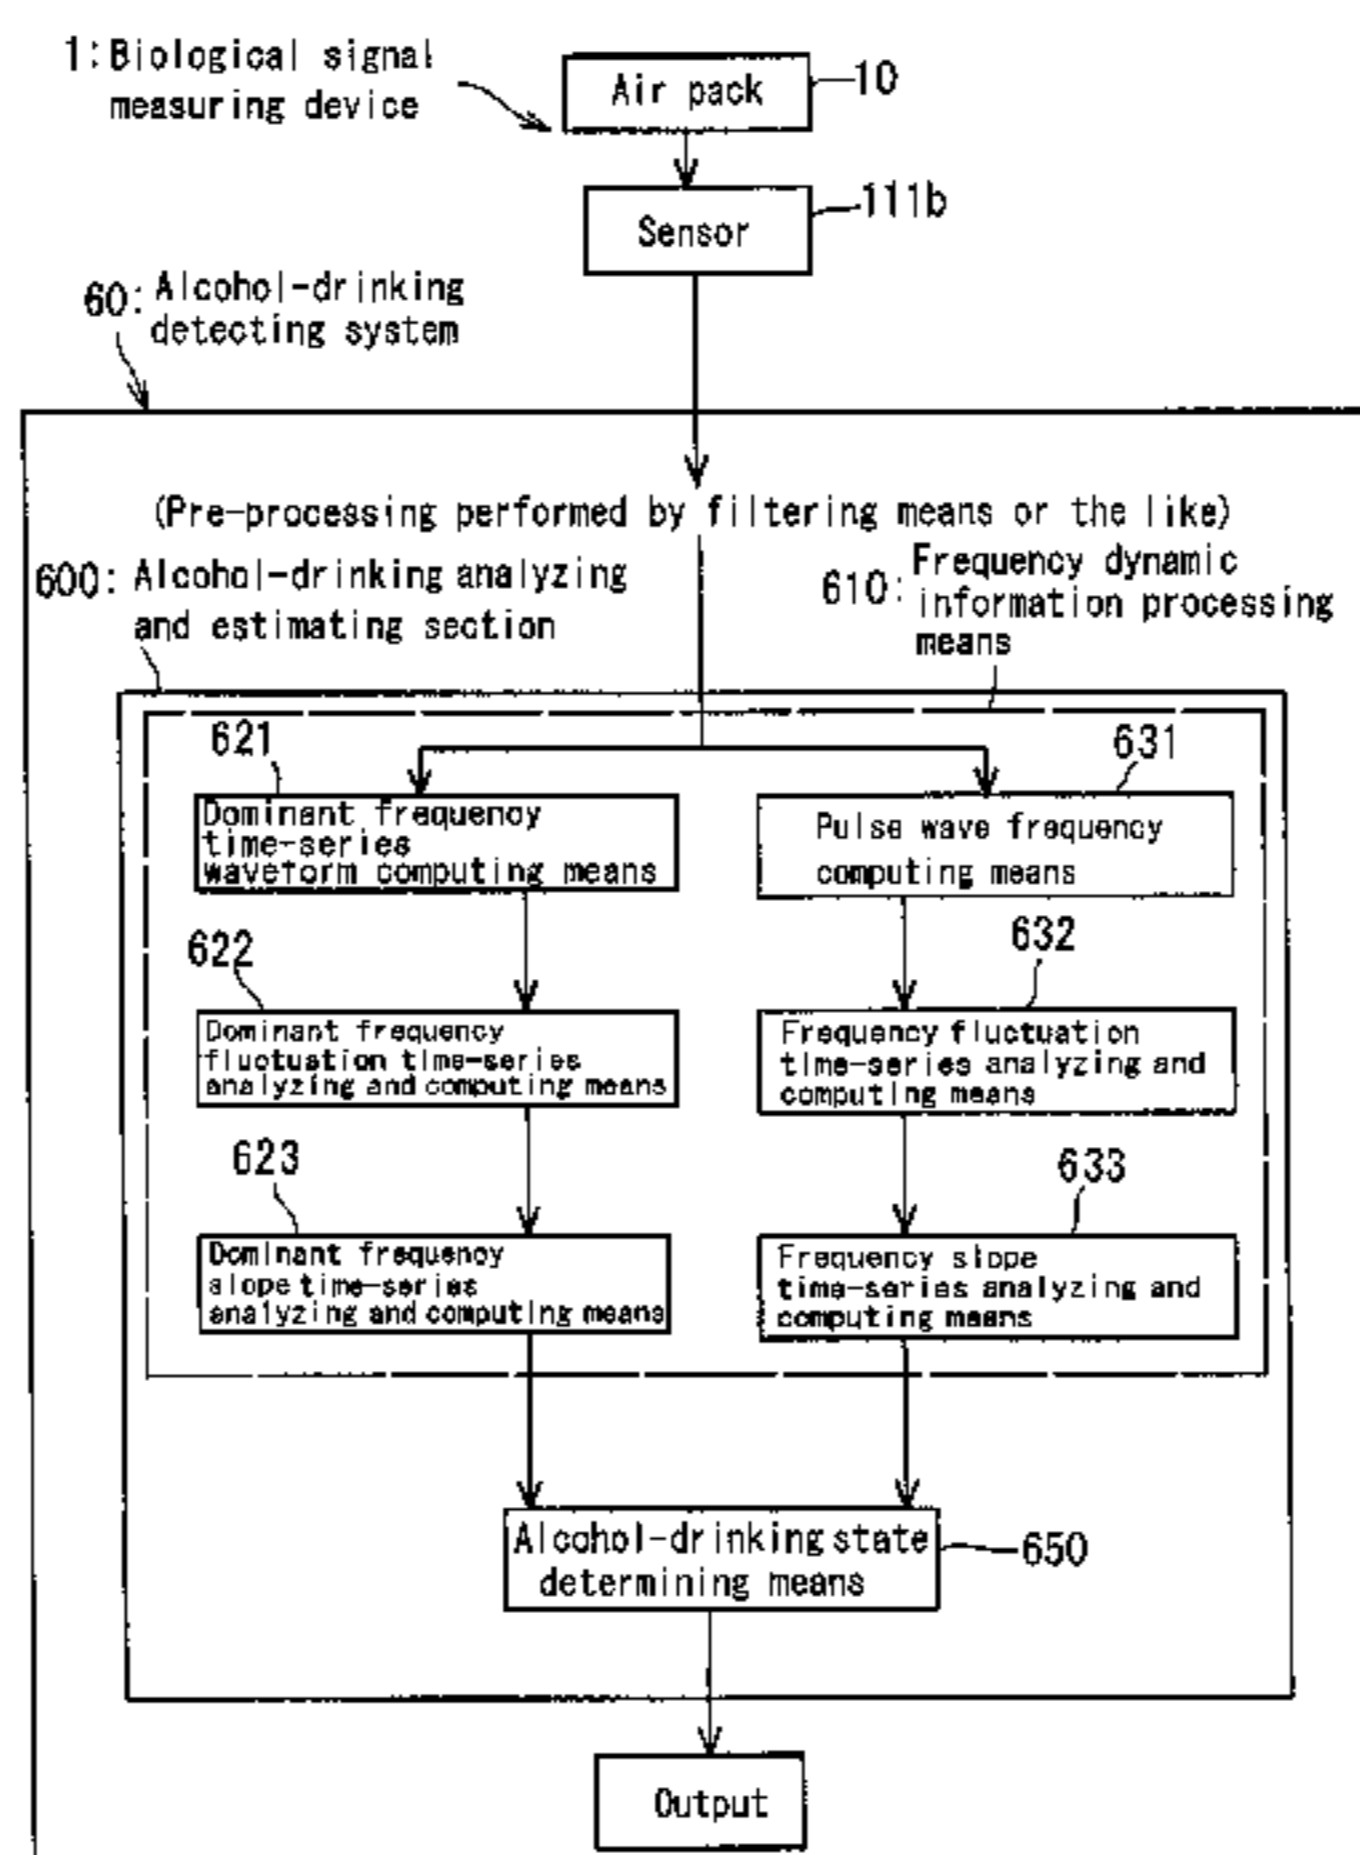 1:Biological signal
measuring device
Air pack
10
Sensor
111b
60: Alcohol-drinking
detecting system
(Pre-processing performed by filtering means or the like)
600: Alcohol-drinking analyzing
and estimating section
610: Frequency dynamic
information processing
means
621
631
Dominant frequency
time-series
waveform computing means
Pulse wave frequency
computing means
622
632
Dominant frequency
fluctuation time-series
analyzing and computing means
Frequency fluctuation
time-series analyzing and
computing means
623
633
Dominant frequency
slope time-series
analyzing and computing means
Frequency slope
time-series analyzing and
computing means
Alcohol-drinking state
determining means
650
Output